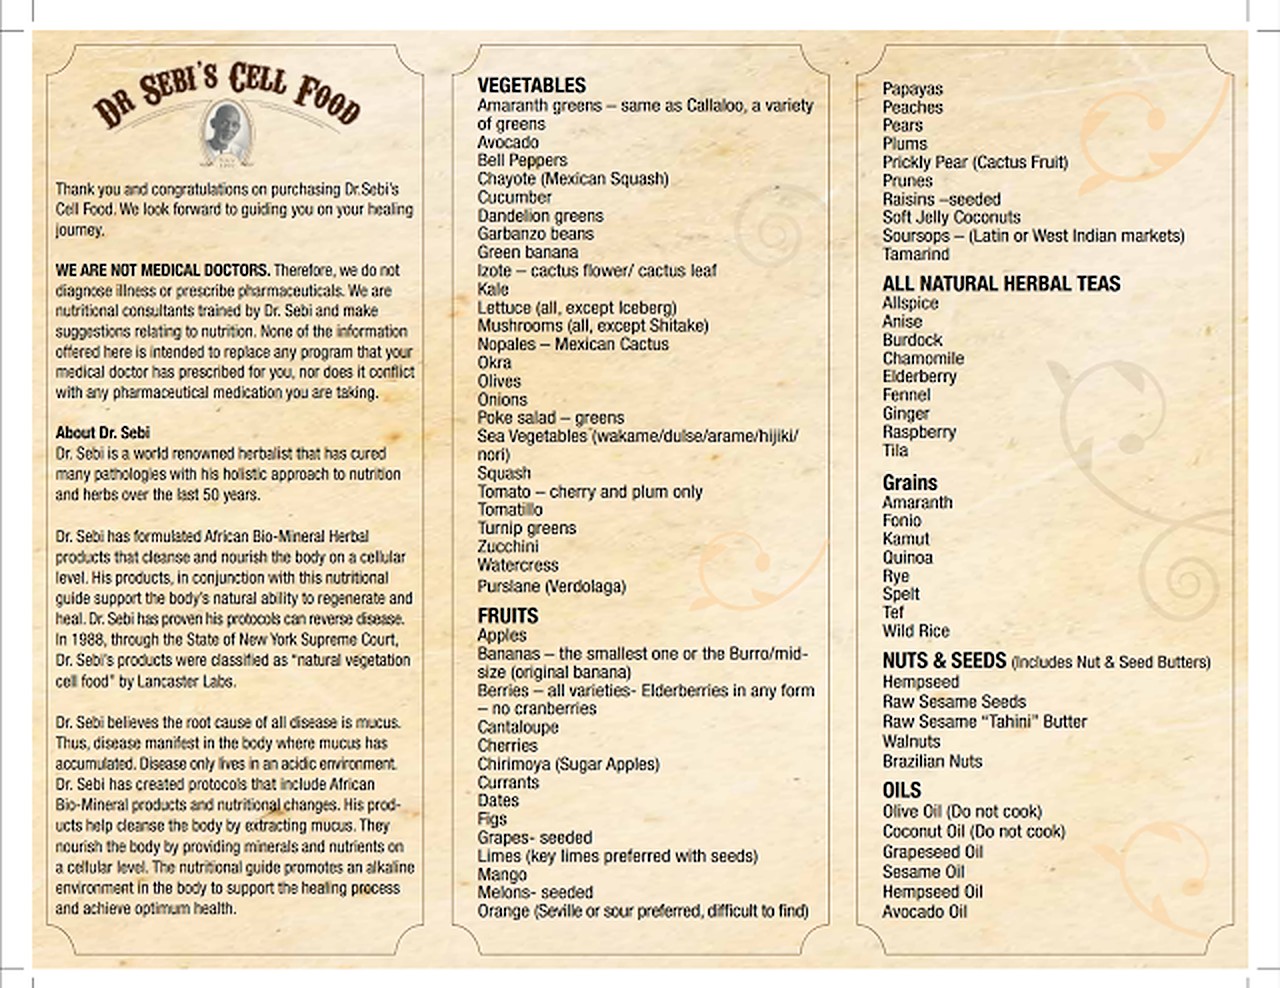 DR SEBI'S CELL FOOD
Thank you and congratulations on purchasing Dr.Sebi's
Cell Food. We look forward to guiding you on your healing
journey.
WE ARE NOT MEDICAL DOCTORS. Therefore, we do not
diagnose illness or prescribe pharmaceuticals. We are
nutritional consultants trained by Dr. Sebi and make
suggestions relating to nutrition. None of the information
offered here is intended to replace any program that your
medical doctor has prescribed for you, nor does it conflict
with any pharmaceutical medication you are taking.
About Dr. Sebi
Dr. Sebi is a world renowned herbalist that has cured
many pathologies with his holistic approach to nutrition
and herbs over the last 50 years.
Dr. Sebi has formulated African Bio-Mineral Herbal
products that cleanse and nourish the body on a cellular
level. His products, in conjunction with this nutritional
guide support the body's natural ability to regenerate and
heal. Dr. Sebi has proven his protocols can reverse disease.
In 1988, through the State of New York Supreme Court,
Dr. Sebi's products were classified as "natural vegetation
cell food" by Lancaster Labs.
Dr. Sebi believes the root cause of all disease is mucus.
Thus, disease manifest in the body where mucus has
accumulated. Disease only lives in an acidic environment.
Dr. Sebi has created protocols that include African
Bio-Mineral products and nutritional changes. His prod-
ucts help cleanse the body by extracting mucus. They
nourish the body by providing minerals and nutrients on
a cellular level. The nutritional guide promotes an alkaline
environment in the body to support the healing process
and achieve optimum health.
VEGETABLES
Amaranth greens – same as Callaloo, a variety
of greens
Avocado
Bell Peppers
Chayote (Mexican Squash)
Cucumber
Dandelion greens
Garbanzo beans
Green banana
Izote – cactus flower/ cactus leaf
Kale
Lettuce (all, except Iceberg)
Mushrooms (all, except Shitake)
Nopales – Mexican Cactus
Okra
Olives
Onions
Poke salad – greens
Sea Vegetables (wakame/dulse/arame/hijiki/
nori)
Squash
Tomato – cherry and plum only
Tomatillo
Turnip greens
Zucchini
Watercress
Purslane (Verdolaga)
FRUITS
Apples
Bananas – the smallest one or the Burro/mid-
size (original banana)
Berries – all varieties- Elderberries in any form
– no cranberries
Cantaloupe
Cherries
Chirimoya (Sugar Apples)
Currants
Dates
Figs
Grapes- seeded
Limes (key limes preferred with seeds)
Mango
Melons- seeded
Orange (Seville or sour preferred, difficult to find)
Papayas
Peaches
Pears
Plums
Prickly Pear (Cactus Fruit)
Prunes
Raisins –seeded
Soft Jelly Coconuts
Soursops – (Latin or West Indian markets)
Tamarind
ALL NATURAL HERBAL TEAS
Allspice
Anise
Burdock
Chamomile
Elderberry
Fennel
Ginger
Raspberry
Tila
Grains
Amaranth
Fonio
Kamut
Quinoa
Rye
Spelt
Tef
Wild Rice
NUTS & SEEDS (Includes Nut & Seed Butters)
Hempseed
Raw Sesame Seeds
Raw Sesame "Tahini" Butter
Walnuts
Brazilian Nuts
OILS
Olive Oil (Do not cook)
Coconut Oil (Do not cook)
Grapeseed Oil
Sesame Oil
Hempseed Oil
Avocado Oil